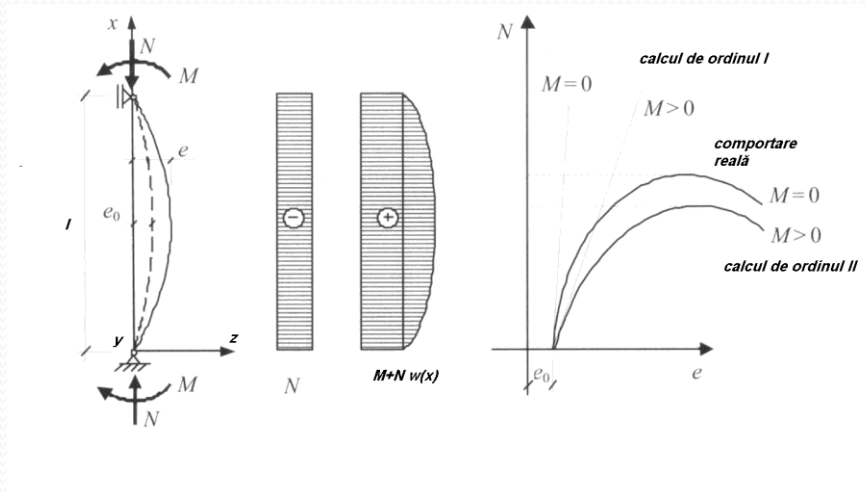 x
N
M
e
e₀
l
y
z
M
N
−
N
+
M+N w(x)
N
calcul de ordinul I
M=0
M>0
comportare
reală
M=0
M>0
calcul de ordinul II
e₀
e